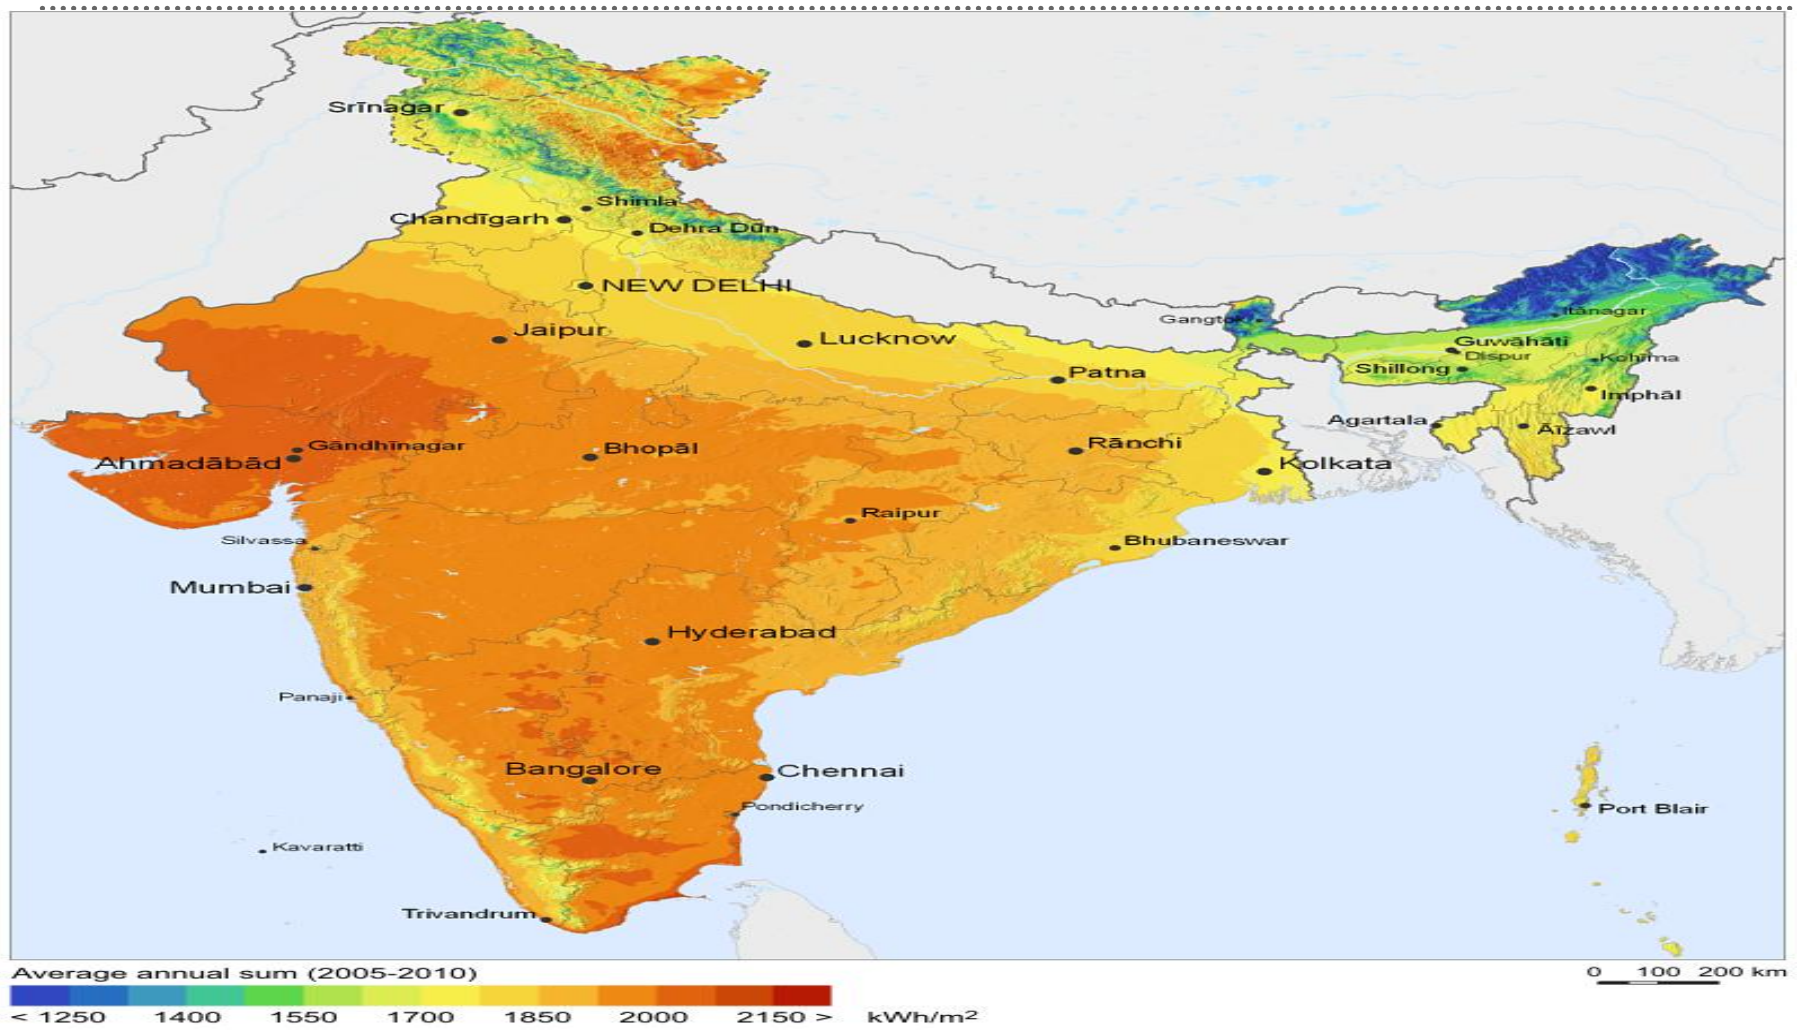 Srīnagar
Shimla
Chandīgarh
Dehra Dūn
NEW DELHI
Jaipur
Lucknow
Patna
Gangtok
Itānagar
Guwāhāti
Dispur
Kohīma
Shillong
Imphāl
Agartala
Āīzawl
Gāndhīnagar
Ahmadābād
Bhopāl
Rānchi
Kolkata
Raipur
Silvassa
Bhubaneswar
Mumbai
Hyderabad
Panaji
Bangalore
Chennai
Pondicherry
Port Blair
Kavaratti
Trivandrum
Average annual sum (2005-2010)
0 100 200 km
< 1250 1400 1550 1700 1850 2000 2150 > kWh/m²